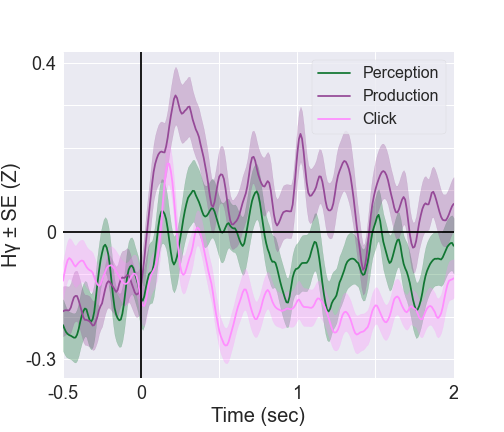 0.4
0
-0.3
Hγ ± SE (Z)
Perception
Production
Click
-0.5
0
1
2
Time (sec)